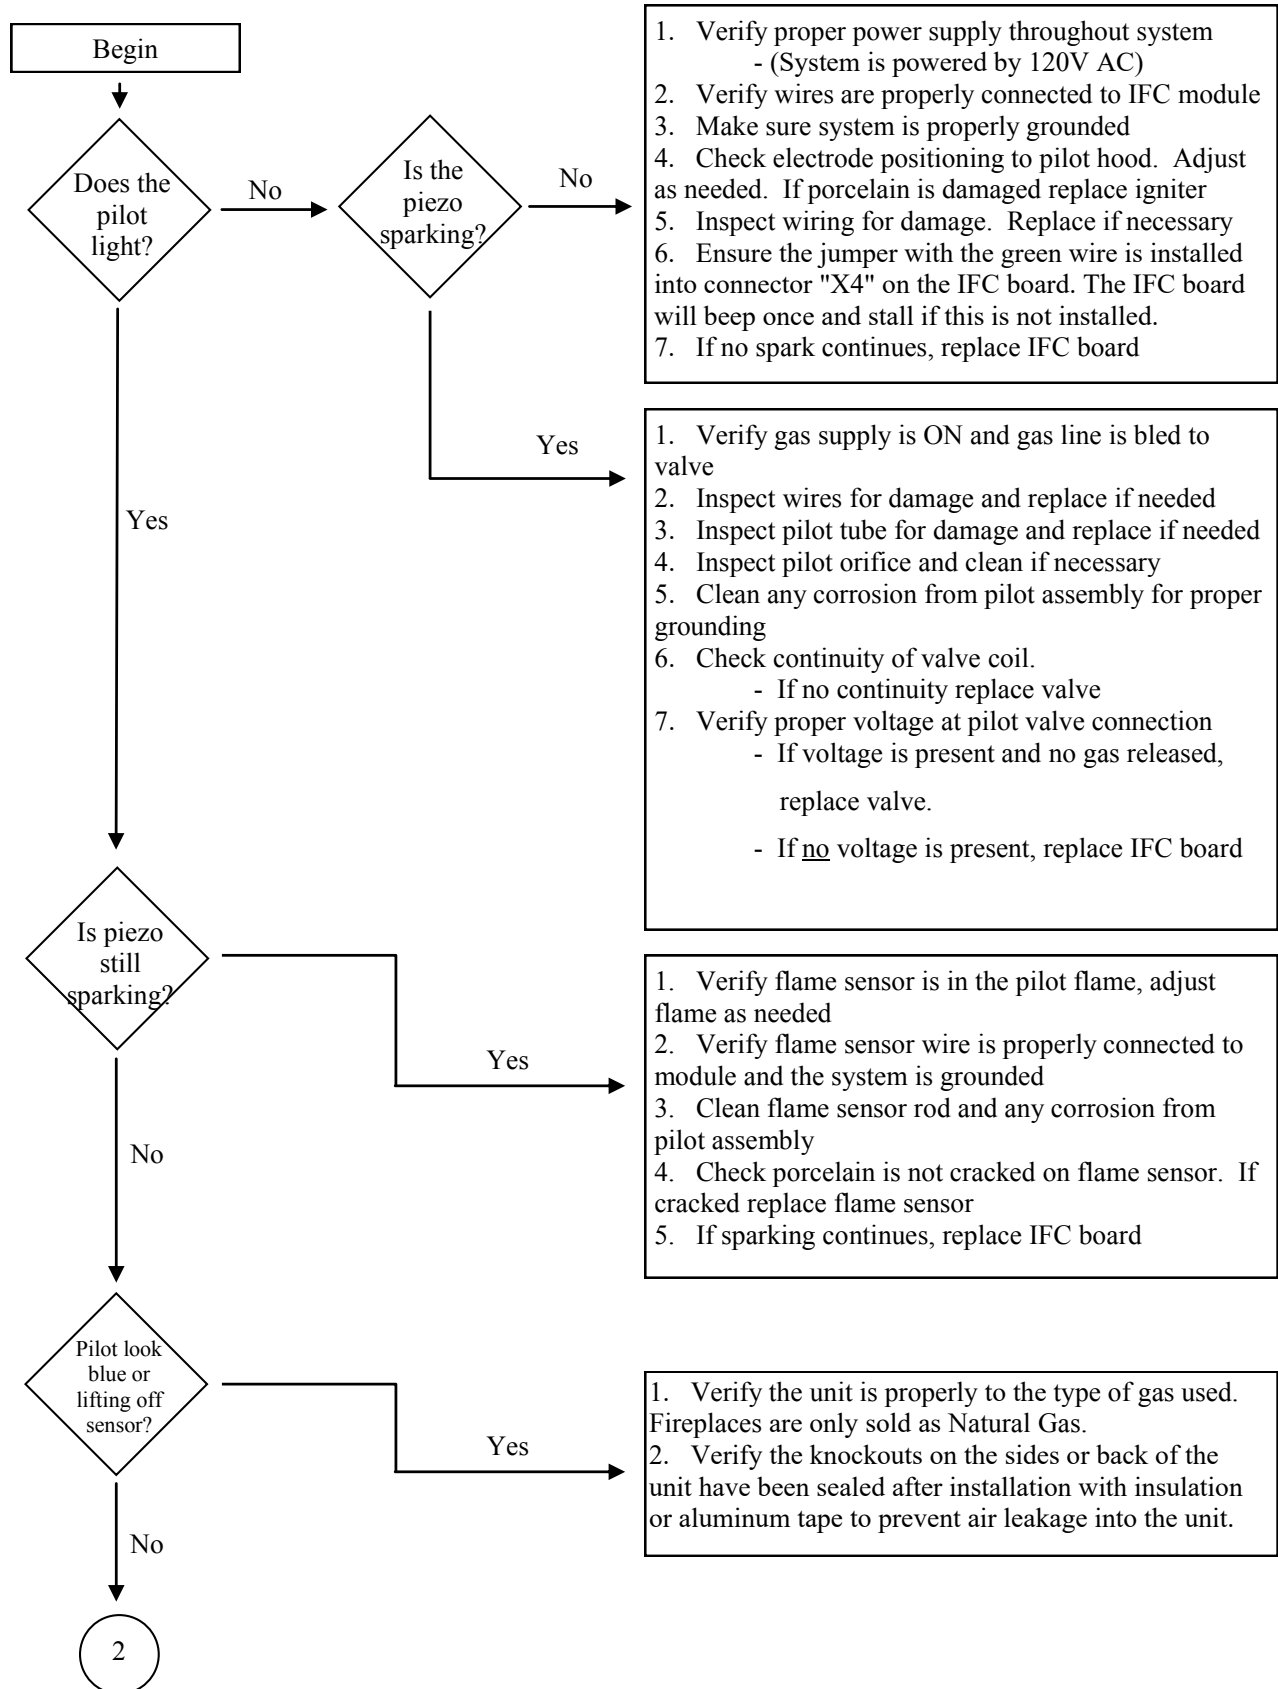 Begin
Does the
pilot
light?
No
Is the
piezo
sparking?
No
1. Verify proper power supply throughout system
- (System is powered by 120V AC)
2. Verify wires are properly connected to IFC module
3. Make sure system is properly grounded
4. Check electrode positioning to pilot hood. Adjust
as needed. If porcelain is damaged replace igniter
5. Inspect wiring for damage. Replace if necessary
6. Ensure the jumper with the green wire is installed
into connector "X4" on the IFC board. The IFC board
will beep once and stall if this is not installed.
7. If no spark continues, replace IFC board
Yes
1. Verify gas supply is ON and gas line is bled to
valve
2. Inspect wires for damage and replace if needed
3. Inspect pilot tube for damage and replace if needed
4. Inspect pilot orifice and clean if necessary
5. Clean any corrosion from pilot assembly for proper
grounding
6. Check continuity of valve coil.
- If no continuity replace valve
7. Verify proper voltage at pilot valve connection
- If voltage is present and no gas released,
replace valve.
- If no voltage is present, replace IFC board
Yes
Is piezo
still
sparking?
Yes
1. Verify flame sensor is in the pilot flame, adjust
flame as needed
2. Verify flame sensor wire is properly connected to
module and the system is grounded
3. Clean flame sensor rod and any corrosion from
pilot assembly
4. Check porcelain is not cracked on flame sensor. If
cracked replace flame sensor
5. If sparking continues, replace IFC board
No
Pilot look
blue or
lifting off
sensor?
Yes
1. Verify the unit is properly to the type of gas used.
Fireplaces are only sold as Natural Gas.
2. Verify the knockouts on the sides or back of the
unit have been sealed after installation with insulation
or aluminum tape to prevent air leakage into the unit.
No
2